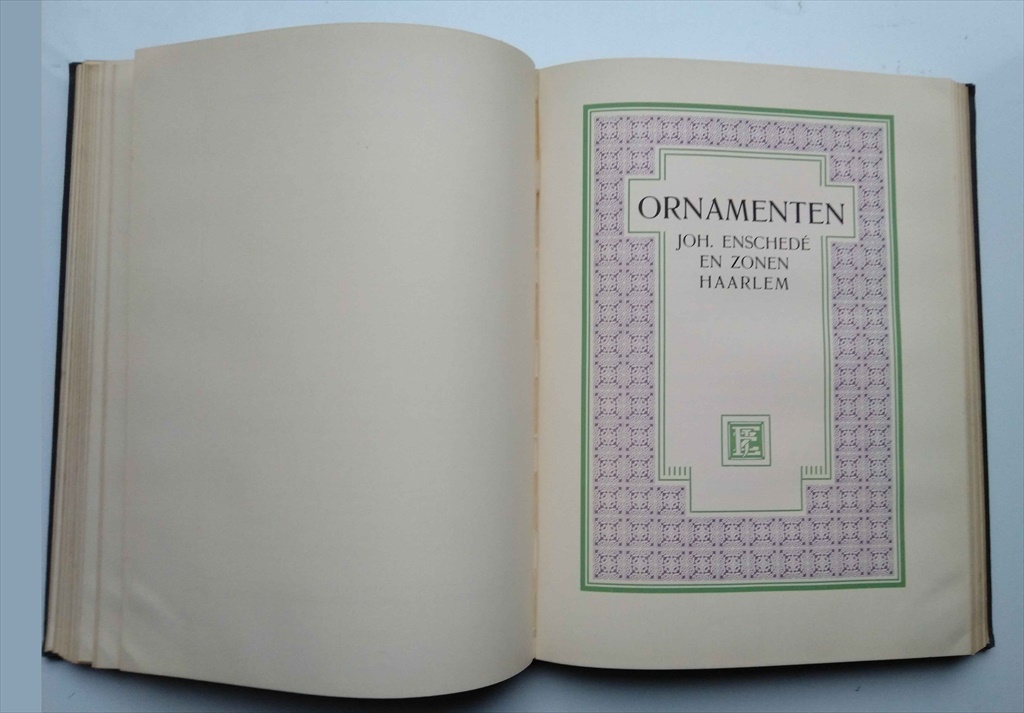 ORNAMENTEN
JOH. ENSCHEDÉ
EN ZONEN
HAARLEM